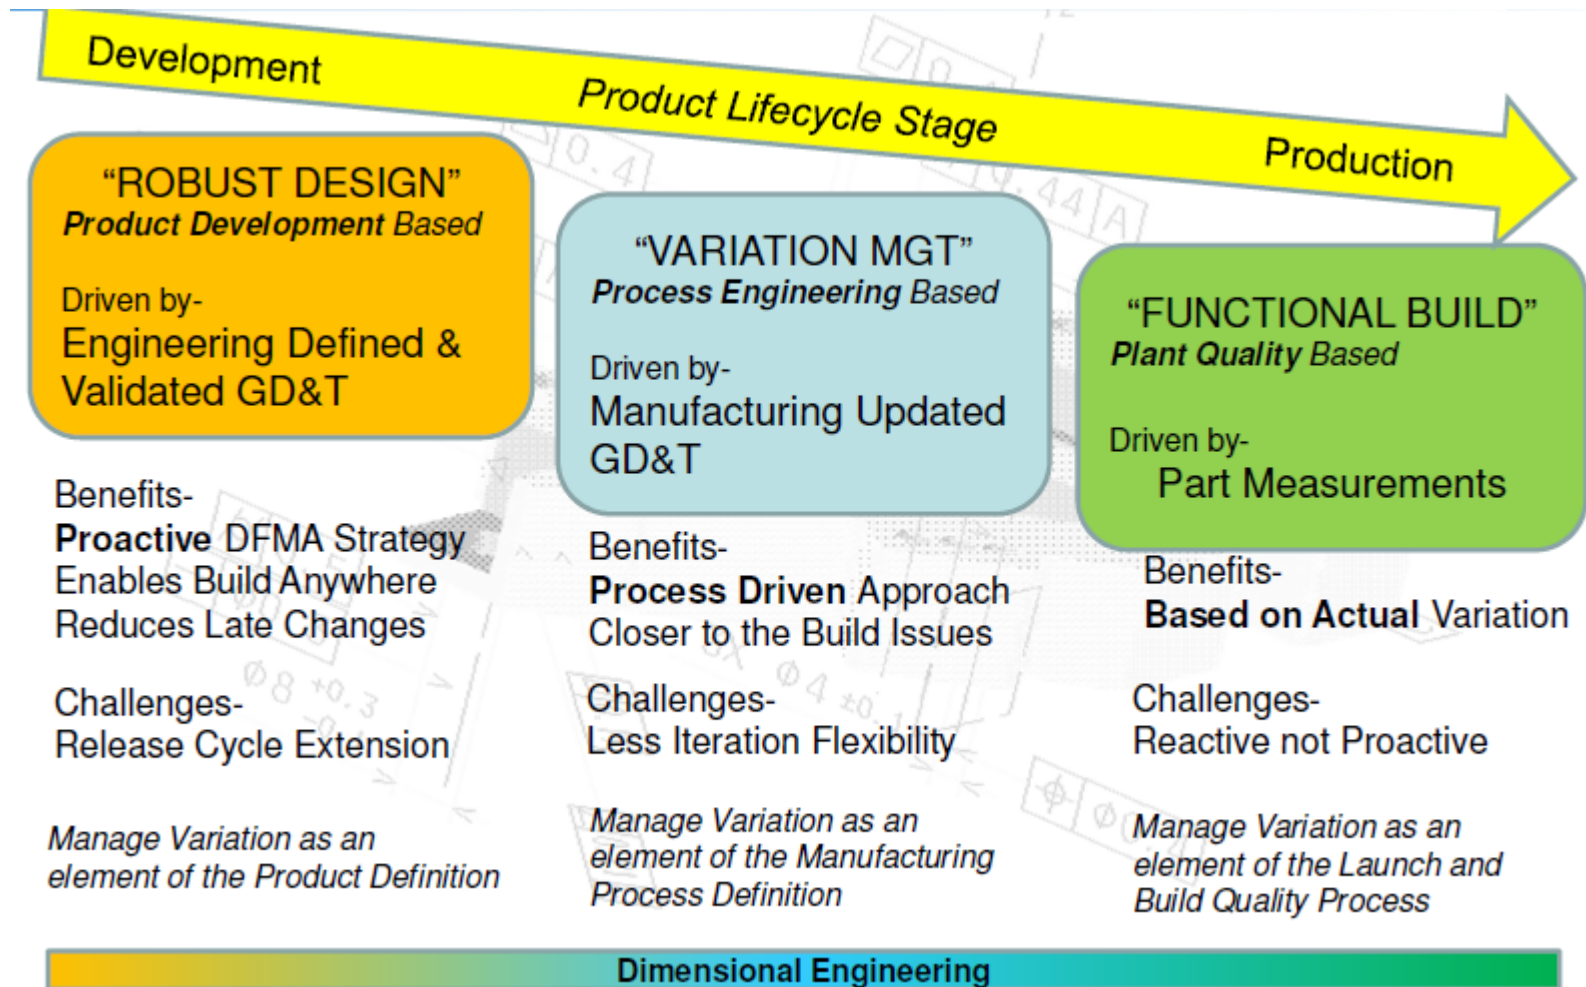 Development
Product Lifecycle Stage
Production
“ROBUST DESIGN”
Product Development Based
Driven by-
Engineering Defined &
Validated GD&T
Benefits-
Proactive DFMA Strategy
Enables Build Anywhere
Reduces Late Changes
Challenges-
Release Cycle Extension
Manage Variation as an
element of the Product Definition
“VARIATION MGT”
Process Engineering Based
Driven by-
Manufacturing Updated
GD&T
Benefits-
Process Driven Approach
Closer to the Build Issues
Challenges-
Less Iteration Flexibility
Manage Variation as an
element of the Manufacturing
Process Definition
“FUNCTIONAL BUILD”
Plant Quality Based
Driven by-
Part Measurements
Benefits-
Based on Actual Variation
Challenges-
Reactive not Proactive
Manage Variation as an
element of the Launch and
Build Quality Process
Dimensional Engineering